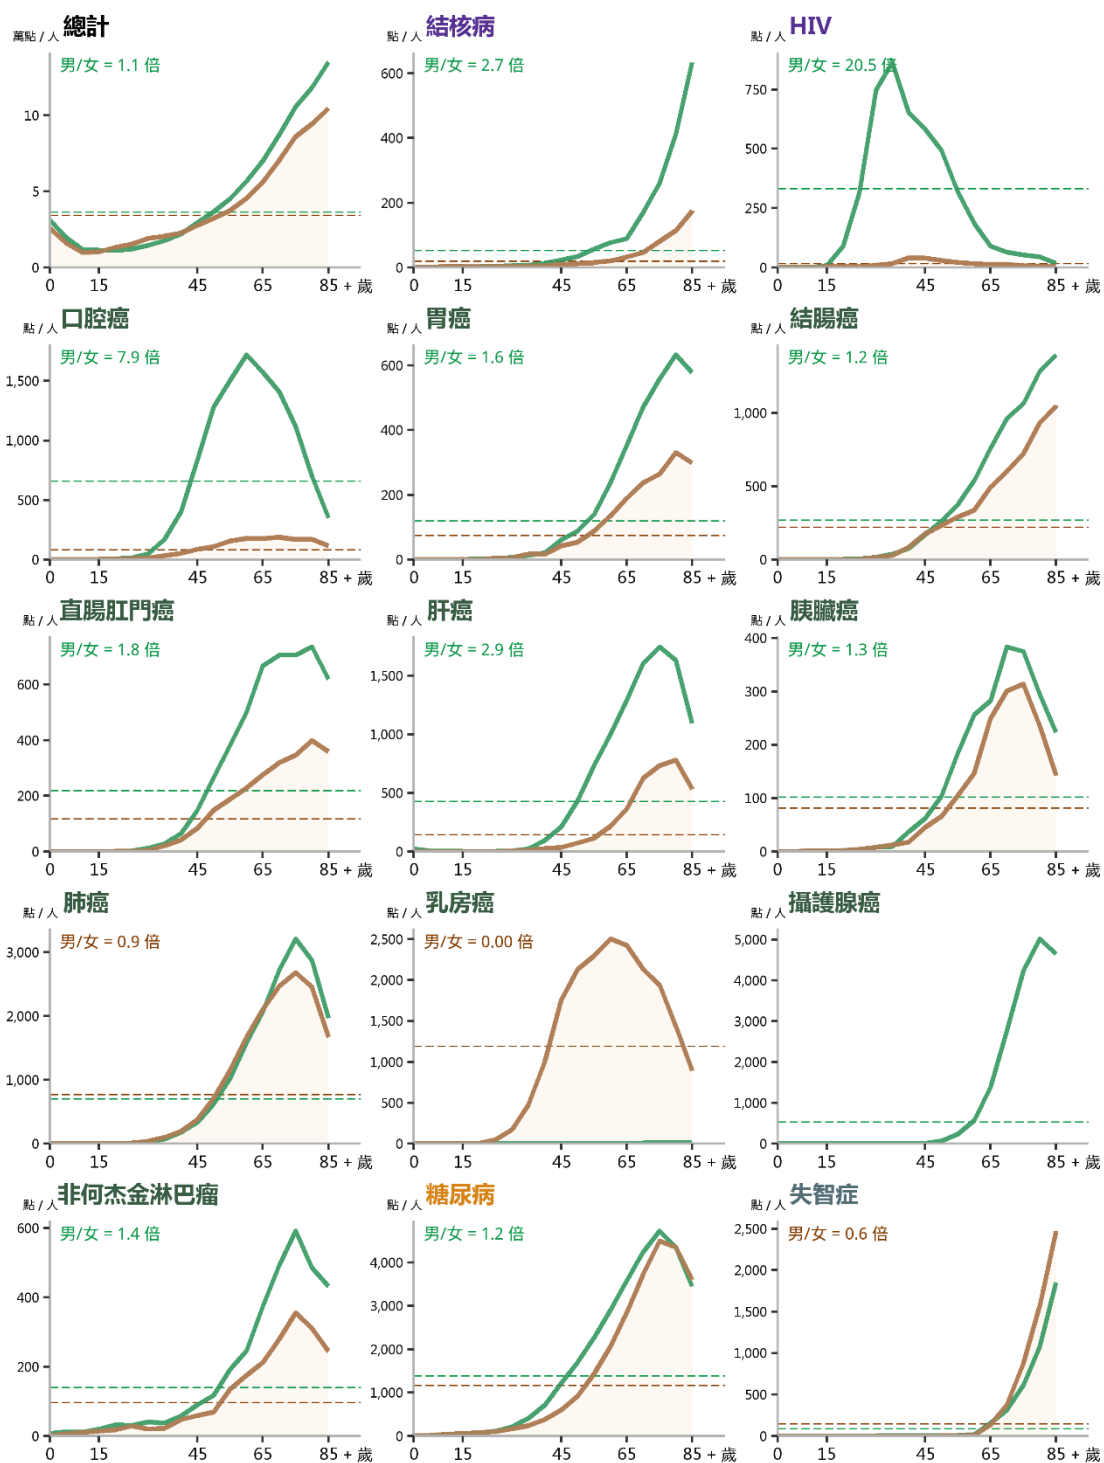 總計
萬點 / 人
男/女 = 1.1 倍
10
5
0
0 15 45 65 85 + 歲
結核病
點 / 人
男/女 = 2.7 倍
600
400
200
0
0 15 45 65 85 + 歲
HIV
點 / 人
男/女 = 20.5 倍
750
500
250
0
0 15 45 65 85 + 歲
口腔癌
點 / 人
男/女 = 7.9 倍
1,500
1,000
500
0
0 15 45 65 85 + 歲
胃癌
點 / 人
男/女 = 1.6 倍
600
400
200
0
0 15 45 65 85 + 歲
結腸癌
點 / 人
男/女 = 1.2 倍
1,000
500
0
0 15 45 65 85 + 歲
直腸肛門癌
點 / 人
男/女 = 1.8 倍
600
400
200
0
0 15 45 65 85 + 歲
肝癌
點 / 人
男/女 = 2.9 倍
1,500
1,000
500
0
0 15 45 65 85 + 歲
胰臟癌
點 / 人
男/女 = 1.3 倍
400
300
200
100
0
0 15 45 65 85 + 歲
肺癌
點 / 人
男/女 = 0.9 倍
3,000
2,000
1,000
0
0 15 45 65 85 + 歲
乳房癌
點 / 人
男/女 = 0.00 倍
2,500
2,000
1,500
1,000
500
0
0 15 45 65 85 + 歲
攝護腺癌
點 / 人
5,000
4,000
3,000
2,000
1,000
0
0 15 45 65 85 + 歲
非何杰金淋巴瘤
點 / 人
男/女 = 1.4 倍
600
400
200
0
0 15 45 65 85 + 歲
糖尿病
點 / 人
男/女 = 1.2 倍
4,000
3,000
2,000
1,000
0
0 15 45 65 85 + 歲
失智症
點 / 人
男/女 = 0.6 倍
2,500
2,000
1,500
1,000
500
0
0 15 45 65 85 + 歲